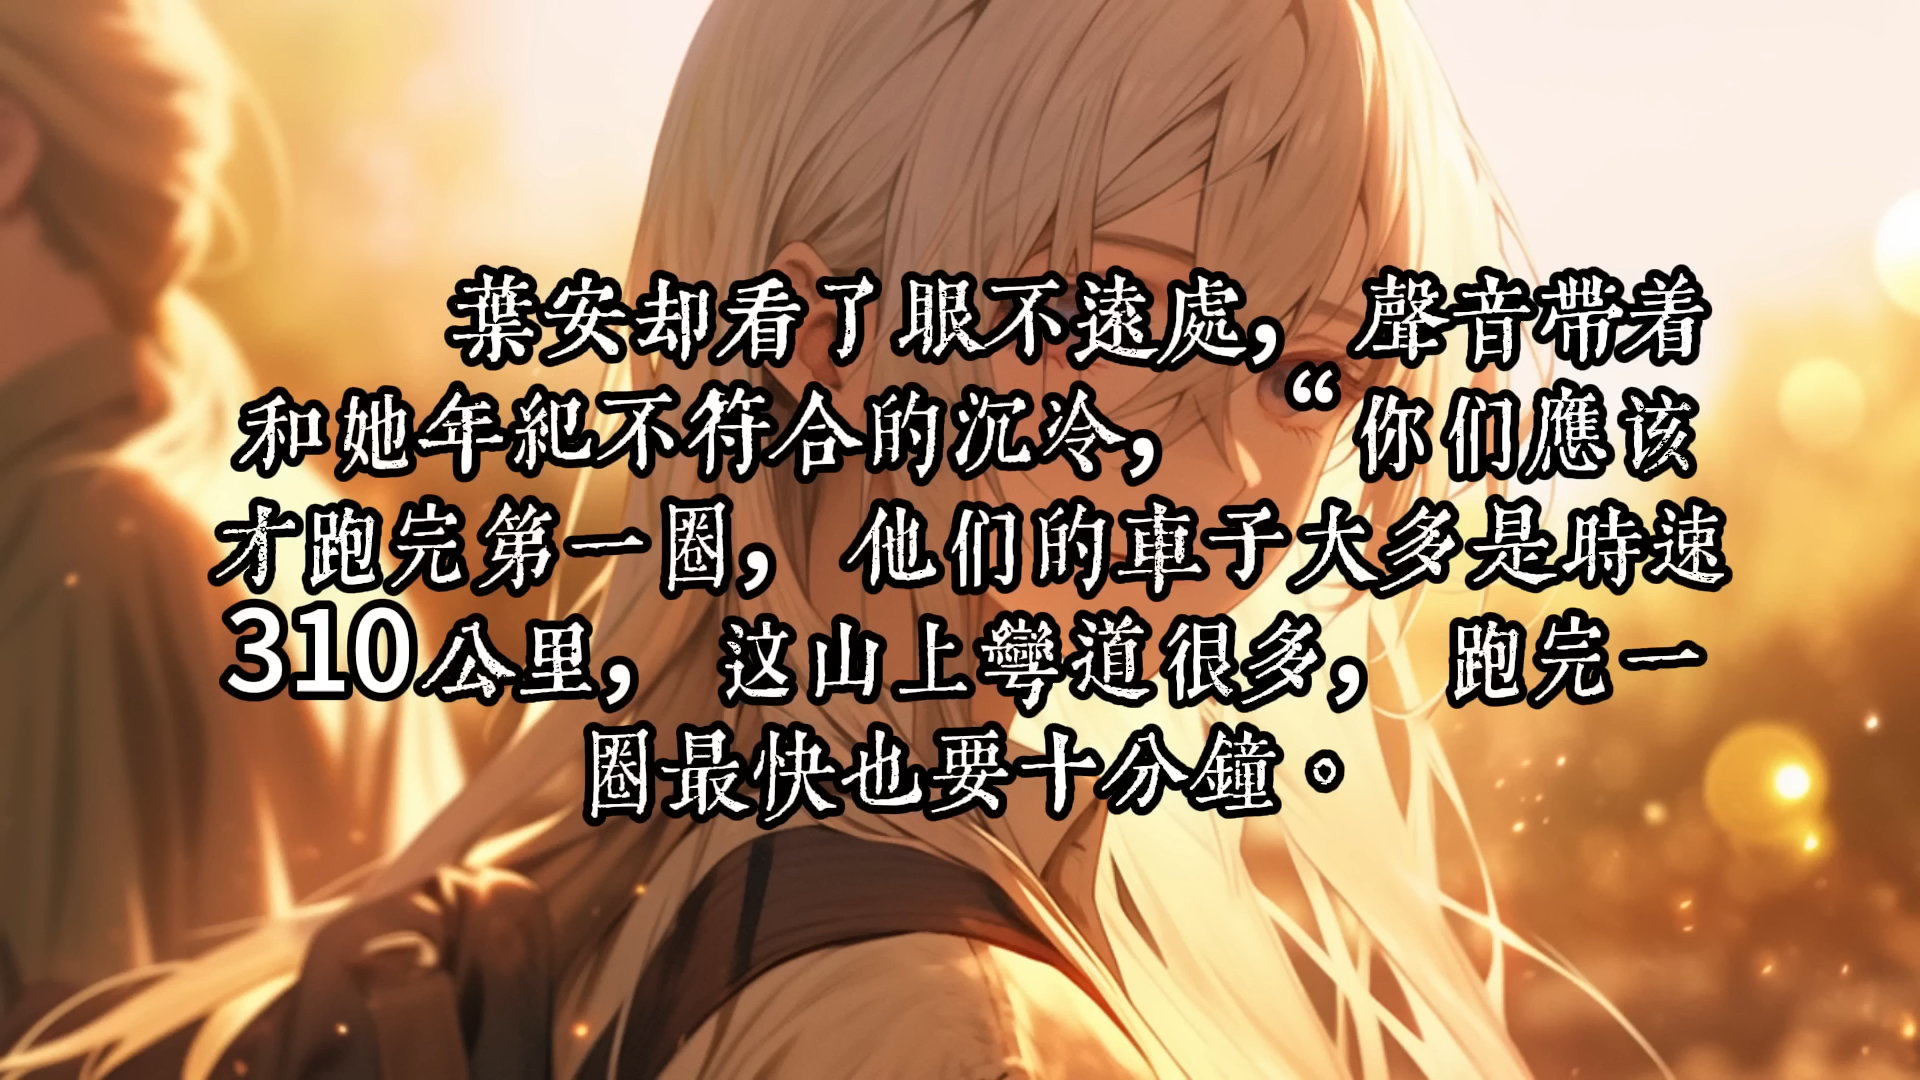 葉安却看了眼不遠處，聲音帶着
和她年紀不符合的沉冷，“你们應该
才跑完第一圈，他们的車子大多是時速
310公里，这山上彎道很多，跑完一
圈最快也要十分鐘。